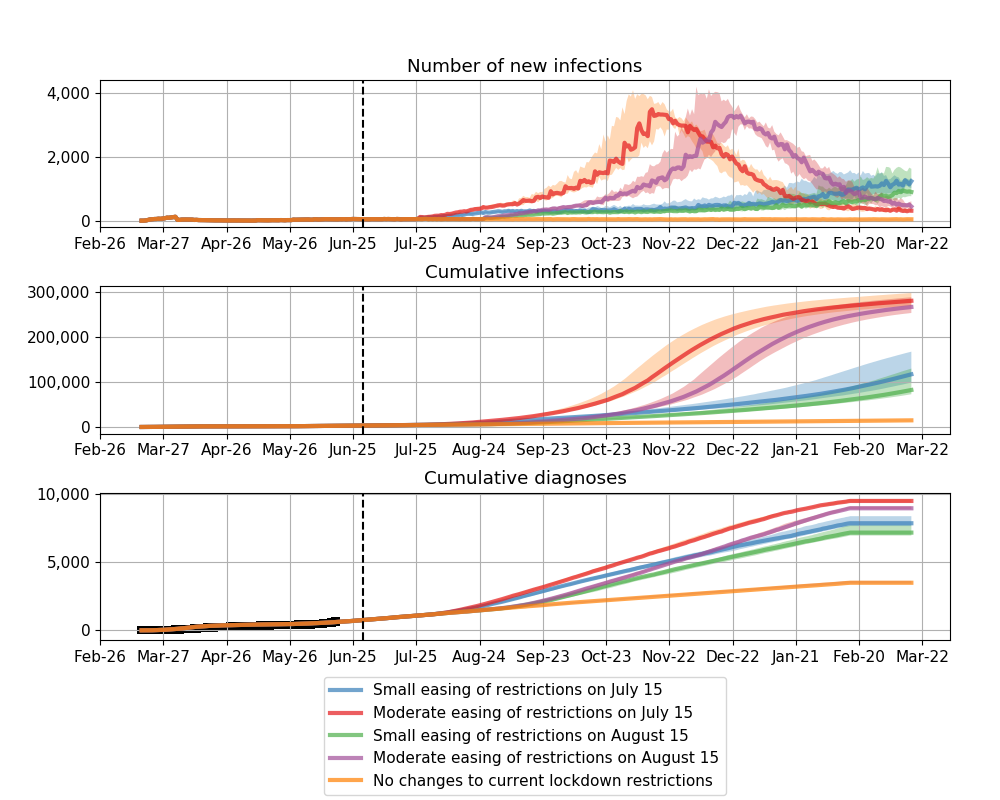 Number of new infections
4,000
2,000
0
Feb-26 Mar-27 Apr-26 May-26 Jun-25 Jul-25 Aug-24 Sep-23 Oct-23 Nov-22 Dec-22 Jan-21 Feb-20 Mar-22
Cumulative infections
300,000
200,000
100,000
0
Feb-26 Mar-27 Apr-26 May-26 Jun-25 Jul-25 Aug-24 Sep-23 Oct-23 Nov-22 Dec-22 Jan-21 Feb-20 Mar-22
Cumulative diagnoses
10,000
5,000
0
Feb-26 Mar-27 Apr-26 May-26 Jun-25 Jul-25 Aug-24 Sep-23 Oct-23 Nov-22 Dec-22 Jan-21 Feb-20 Mar-22
Small easing of restrictions on July 15
Moderate easing of restrictions on July 15
Small easing of restrictions on August 15
Moderate easing of restrictions on August 15
No changes to current lockdown restrictions